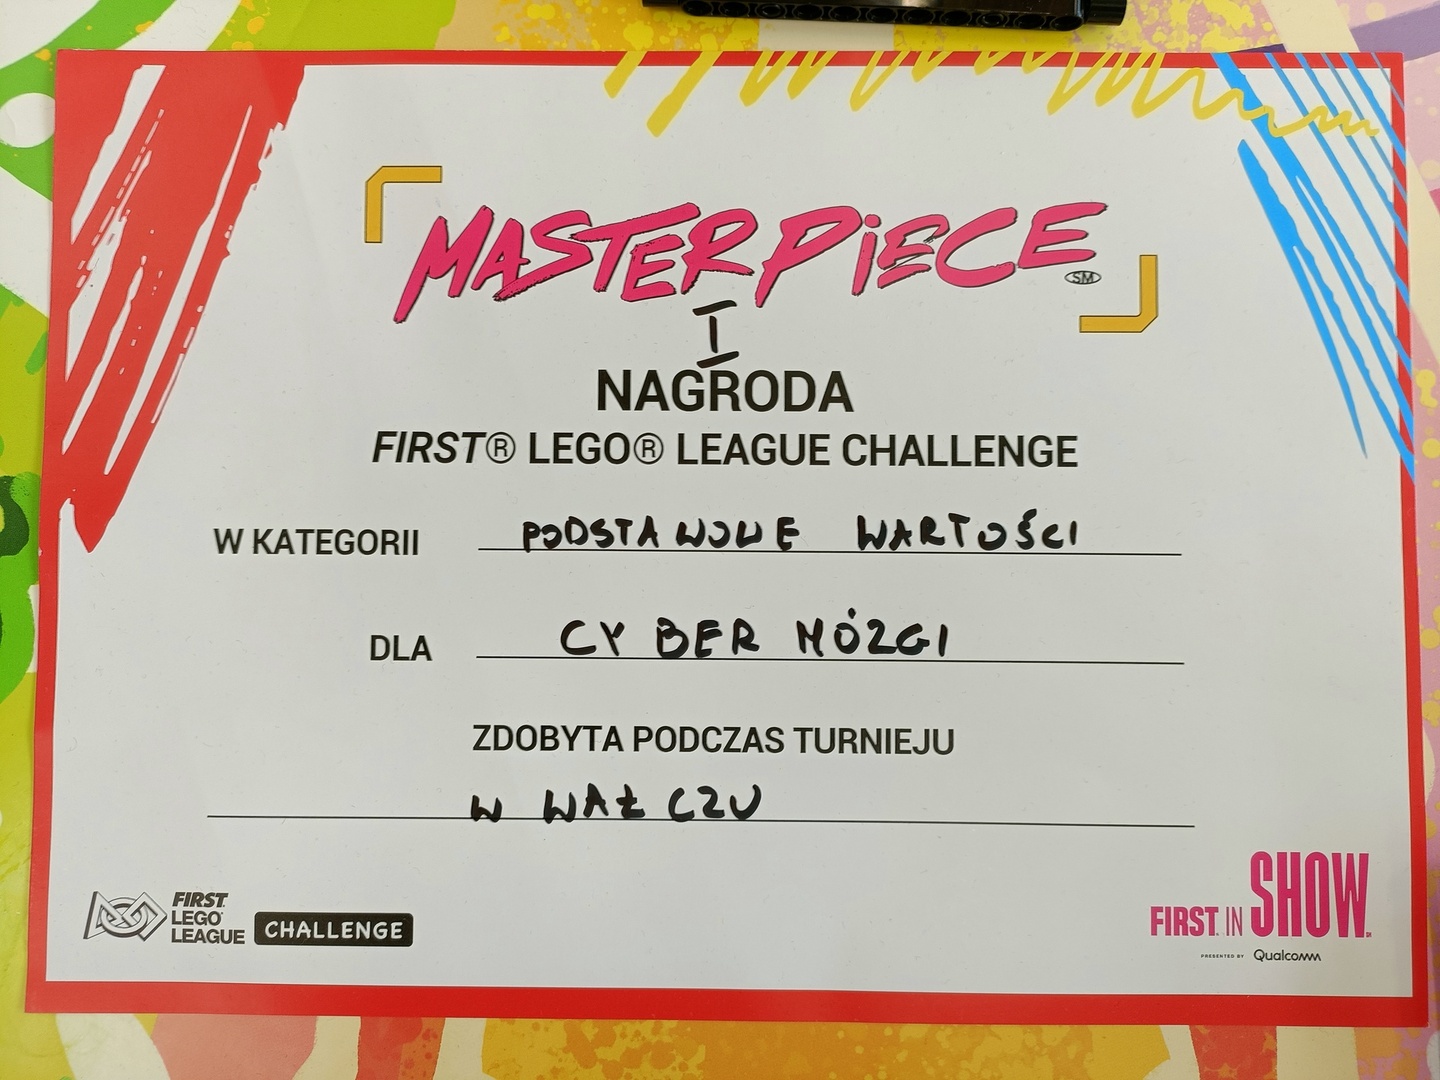 MASTERPIECE SM
I
NAGRODA
FIRST® LEGO® LEAGUE CHALLENGE
W KATEGORII PODSTAWOWE WARTOŚCI
DLA CYBER MÓZGI
ZDOBYTA PODCZAS TURNIEJU
W WAŁCZU
FIRST
LEGO
LEAGUE
CHALLENGE
FIRST IN SHOW
PRESENTED BY Qualcomm